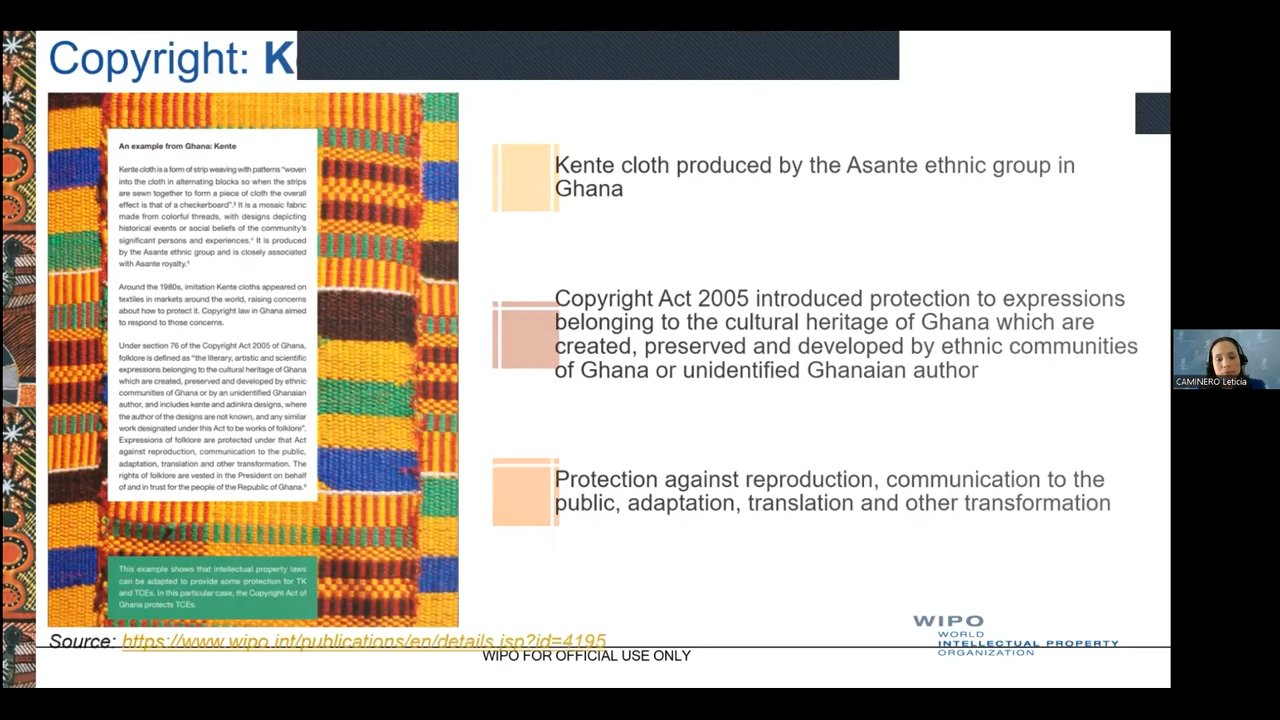 Copyright: K
An example from Ghana: Kente
Kente cloth is a form of strip weaving with patterns "woven
into the cloth in alternating blocks so when the strips
are sewn together to form a piece of cloth the overall
effect is that of a checkerboard".³ It is a mosaic fabric
made from colorful threads, with designs depicting
historical events or social beliefs of the community's
significant persons and experiences.⁴ It is produced
by the Asante ethnic group and is closely associated
with Asante royalty.⁵
Around the 1980s, imitation Kente cloths appeared on
textiles in markets around the world, raising concerns
about how to protect it. Copyright law in Ghana aimed
to respond to those concerns.
Under section 76 of the Copyright Act 2005 of Ghana,
folklore is defined as "the literary, artistic and scientific
expressions belonging to the cultural heritage of Ghana
which are created, preserved and developed by ethnic
communities of Ghana or by an unidentified Ghanaian
author, and includes kente and adinkra designs, where
the author of the designs are not known, and any similar
work designated under this Act to be works of folklore".
Expressions of folklore are protected under that Act
against reproduction, communication to the public,
adaptation, translation and other transformation. The
rights of folklore are vested in the President on behalf
of and in trust for the people of the Republic of Ghana.⁶
This example shows that intellectual property laws
can be adapted to provide some protection for TK
and TCEs. In this particular case, the Copyright Act of
Ghana protects TCEs.
Kente cloth produced by the Asante ethnic group in
Ghana
Copyright Act 2005 introduced protection to expressions
belonging to the cultural heritage of Ghana which are
created, preserved and developed by ethnic communities
of Ghana or unidentified Ghanaian author
Protection against reproduction, communication to the
public, adaptation, translation and other transformation
Source: https://www.wipo.int/publications/en/details.jsp?id=4195
WIPO FOR OFFICIAL USE ONLY
WIPO
WORLD
INTELLECTUAL PROPERTY
ORGANIZATION
CAMINERO Leticia